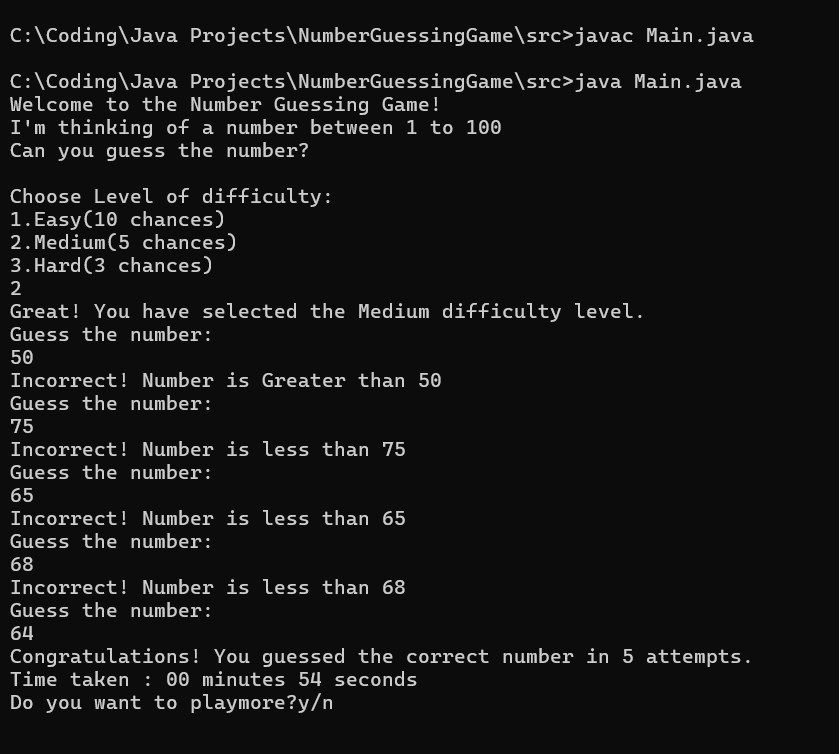 C:\Coding\Java Projects\NumberGuessingGame\src>javac Main.java
C:\Coding\Java Projects\NumberGuessingGame\src>java Main.java
Welcome to the Number Guessing Game!
I'm thinking of a number between 1 to 100
Can you guess the number?
Choose Level of difficulty:
1.Easy(10 chances)
2.Medium(5 chances)
3.Hard(3 chances)
2
Great! You have selected the Medium difficulty level.
Guess the number:
50
Incorrect! Number is Greater than 50
Guess the number:
75
Incorrect! Number is less than 75
Guess the number:
65
Incorrect! Number is less than 65
Guess the number:
68
Incorrect! Number is less than 68
Guess the number:
64
Congratulations! You guessed the correct number in 5 attempts.
Time taken : 00 minutes 54 seconds
Do you want to playmore?y/n